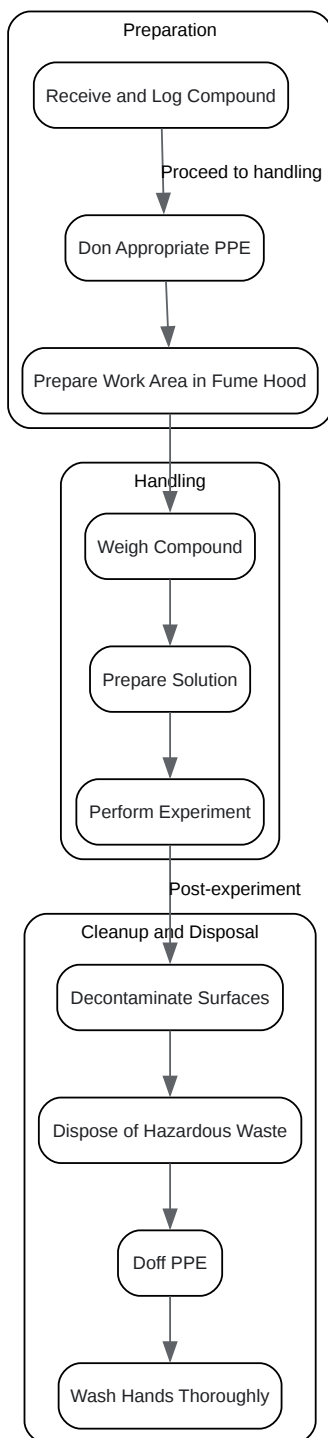 Preparation
Receive and Log Compound
Proceed to handling
Don Appropriate PPE
Prepare Work Area in Fume Hood
Handling
Weigh Compound
Prepare Solution
Perform Experiment
Post-experiment
Cleanup and Disposal
Decontaminate Surfaces
Dispose of Hazardous Waste
Doff PPE
Wash Hands Thoroughly